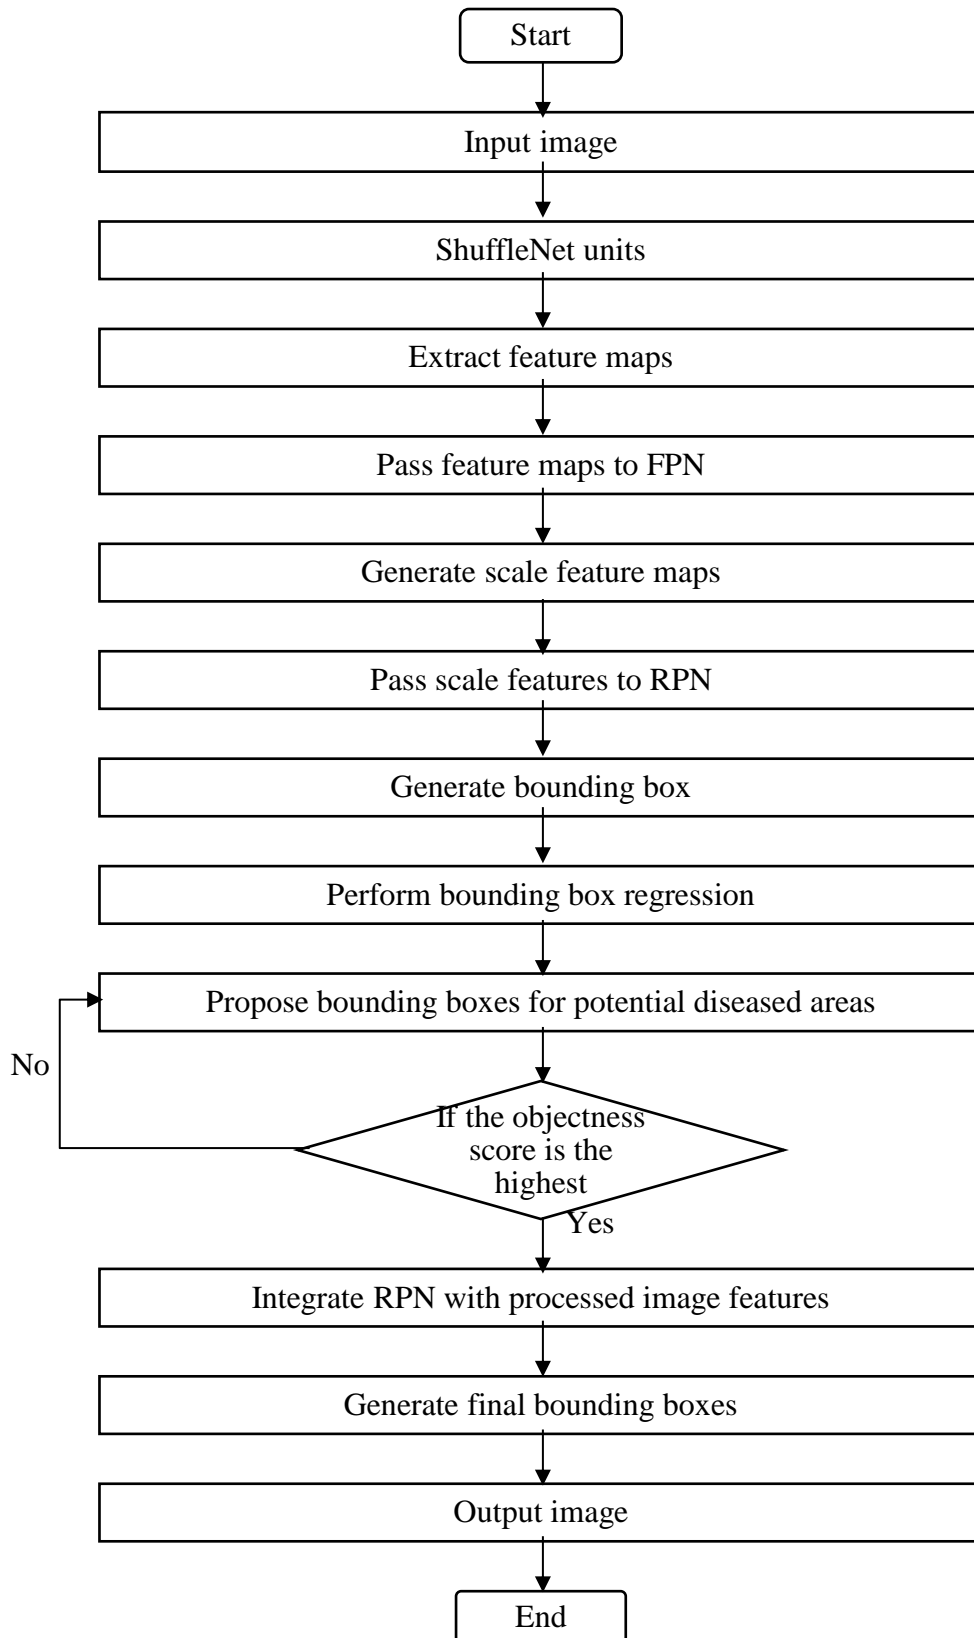 Start
Input image
ShuffleNet units
Extract feature maps
Pass feature maps to FPN
Generate scale feature maps
Pass scale features to RPN
Generate bounding box
Perform bounding box regression
Propose bounding boxes for potential diseased areas
No
If the objectness
score is the
highest
Yes
Integrate RPN with processed image features
Generate final bounding boxes
Output image
End